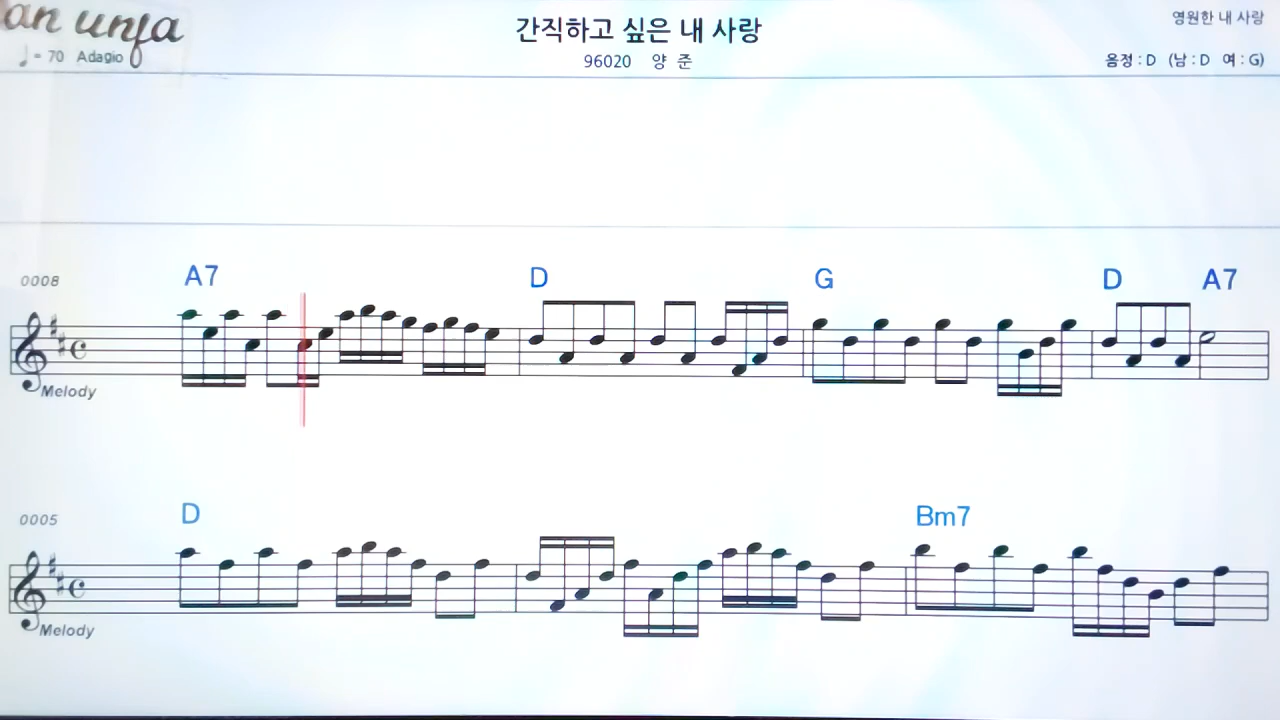 an unfa
간직하고 싶은 내 사랑
영원한 내 사랑
♩= 70 Adagio
96020 양 준
음정 : D (남 : D 여 : G)
0008
A7 D G D A7
Melody
0005
D Bm7
Melody